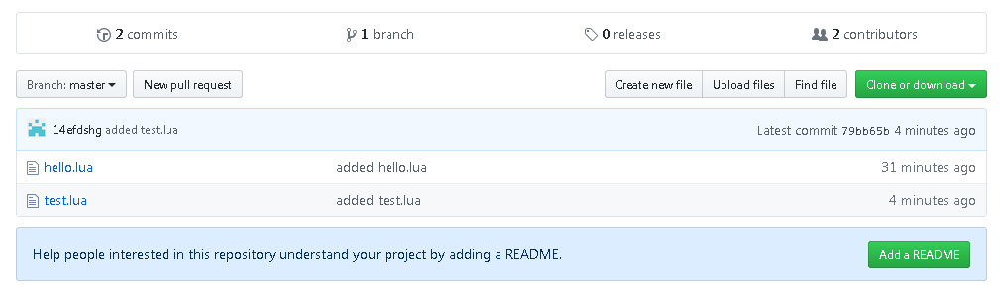 2 commits 1 branch 0 releases 2 contributors
Branch: master New pull request Create new file Upload files Find file Clone or download
14efdshg added test.lua Latest commit 79bb65b 4 minutes ago
hello.lua added hello.lua 31 minutes ago
test.lua added test.lua 4 minutes ago
Help people interested in this repository understand your project by adding a README. Add a README